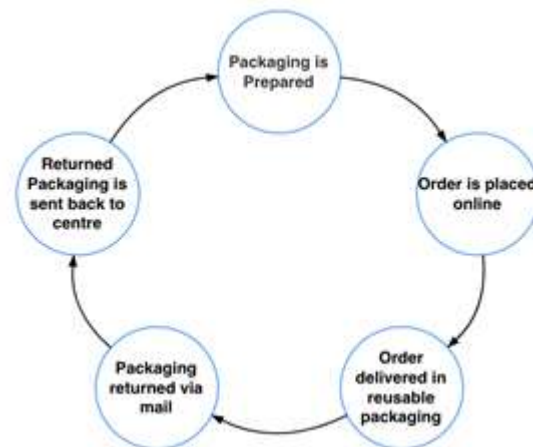 Packaging is
Prepared
Order is placed
online
Order
delivered in
reusable
packaging
Packaging
returned via
mail
Returned
Packaging is
sent back to
centre